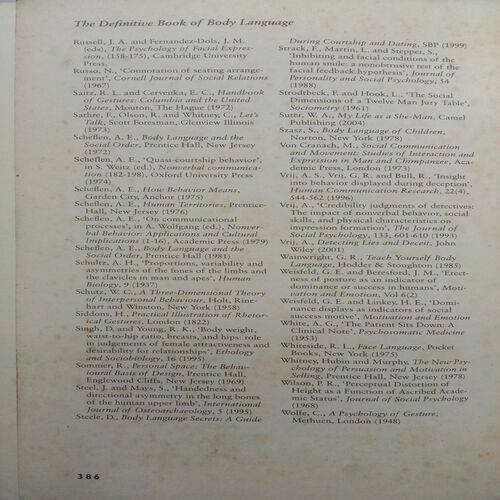 The Definitive Book of Body Language
Russell, J. A. and Fernandez-Dols, J. M.
(eds), The Psychology of Facial Expres-
sion, (158-175), Cambridge University
Press,
Russo, N., 'Connotation of seating arrange-
ment', Cornell Journal of Social Relations
(1967)
Saitz, R. L. and Cervenka, E. C., Handbook
of Gestures: Columbia and the United
States, Mouton, The Hague (1972)
Sathre, F., Olson, R. and Whitney, C., Let's
Talk, Scott Foresman, Glenview Illinois
(1973)
Scheflen, A. E., Body Language and the
Social Order, Prentice Hall, New Jersey
(1972)
Scheflen, A. E., 'Quasi-courtship behavior',
in S. Weitz (ed.), Nonverbal communica-
tion (182-198), Oxford University Press
(1974)
Scheflen, A. E., How Behavior Means,
Garden City, Anchor (1975)
Scheflen, A. E., Human Territories, Prentice-
Hall, New Jersey (1976)
Scheflen, A. E., 'On communicational
processes', in A. Wolfgang (ed.), Nonver-
bal Behavior: Applications and Cultural
Implications (1-16), Academic Press (1979)
Scheflen, A. E., Body Language and the
Social Order, Prentice Hall (1981)
Schultz, A. H., 'Proportions, variability and
asymmetries of the fones of the limbs and
the clavicles in man and apes', Human
Biology, 9 (1937)
Schutz, W. C., A Three-Dimensional Theory
of Interpersonal Behaviour, Holt, Rine-
hart and Winston, New York (1958)
Siddons, H., Practical Illustration of Rhetor-
ical Gestures, London (1822)
Singh, D. and Young, R. K., 'Body weight,
waist-to-hip ratio, breasts, and hips: role
in judgements of female attractiveness and
desirability for relationships', Ethology
and Sociobiology, 16 (1995)
Sommer, R., Personal Space: The Behav-
ioural Basis of Design, Prentice Hall,
Englewood Cliffs, New Jersey (1969)
Steel, J. and Mays, S., 'Handedness and
directional asymmetry in the long bones
of the human upper limb', International
Journal of Osteoarchaeology, 5 (1995)
Steele, D., Body Language Secrets: A Guide
During Courtship and Dating, SBP (1999)
Strack, F., Martin, L. and Stepper, S.,
'Inhibiting and facial conditions of the
human smile: a nonobtrusive test of the
facial feedback hypothesis', Journal of
Personality and Social Psychology, 54
(1988)
Strodtbeck, F. and Hook, L., 'The Social
Dimensions of a Twelve Man Jury Table',
Sociometry (1961)
Suter, W. A., My Life as a She-Man, Camel
Publishing (2004)
Szasz, S., Body Language of Children,
Norton, New York (1978)
Von Cranach, M., Social Communication
and Movement: Studies of Interaction and
Expression in Man and Chimpanzee, Aca-
demic Press, London (1973)
Vrij, A. S., Vrij, G. R. and Bull, R., 'Insight
into behavior displayed during deception',
Human Communication Research, 22(4),
544-562 (1996)
Vrij, A., 'Credibility judgments of detectives:
The impact of nonverbal behavior, social
skills, and physical characteristics on
impression formation', The Journal of
Social Psychology, 133, 601-610 (1993)
Vrij, A., Detecting Lies and Deceit, John
Wiley (2001)
Wainwright, G. R., Teach Yourself Body
Language, Hodder & Stoughton (1985)
Weisfeld, G. E. and Beresford, J. M., 'Erect-
ness of posture as an indicator of
dominance or success in humans', Moti-
vation and Emotion, Vol 6(2)
Weisfeld, G. E. and Linkey, H. E., 'Domi-
nance displays as indicators of social
success motive', Motivation and Emotion
White, A. G., 'The Patient Sits Down: A
Clinical Note', Psychosomatic Medicine
(1953)
Whiteside, R. L., Face Language, Pocket
Books, New York (1975)
Whitney, Hubin and Murphy, The New Psy-
chology of Persuasion and Motivation in
Selling, Prentice Hall, New Jersey (1978)
Wilson, P. R., 'Perceptual Distortion of
Height as a Function of Ascribed Acade-
mic Status', Journal of Social Psychology
(1968)
Wolfe, C., A Psychology of Gesture,
Methuen, London (1948)
386